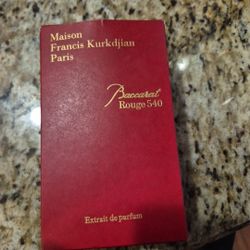 Maison
Francis Kurkdjian
Paris
Baccarat
Rouge 540
Extrait de parfum